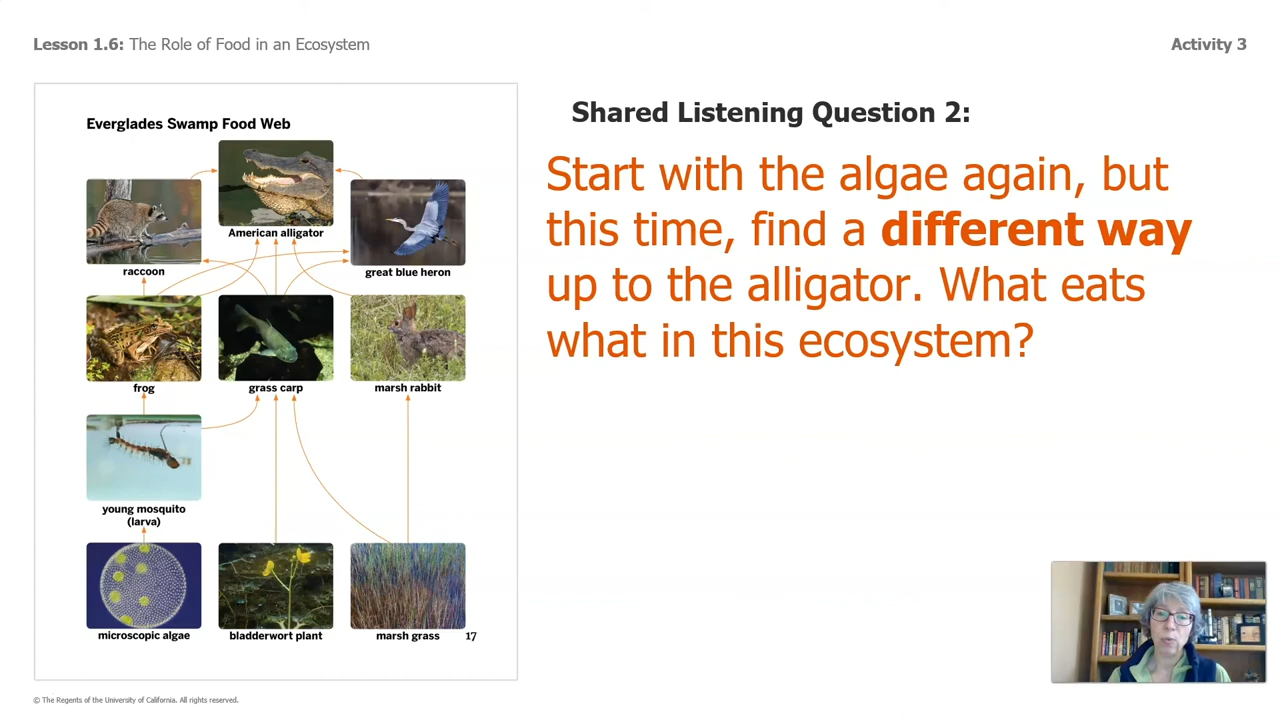 Lesson 1.6: The Role of Food in an Ecosystem
Activity 3
Everglades Swamp Food Web
American alligator
raccoon
great blue heron
frog
grass carp
marsh rabbit
young mosquito
(larva)
microscopic algae
bladderwort plant
marsh grass
17
Shared Listening Question 2:
Start with the algae again, but
this time, find a different way
up to the alligator. What eats
what in this ecosystem?
© The Regents of the University of California. All rights reserved.